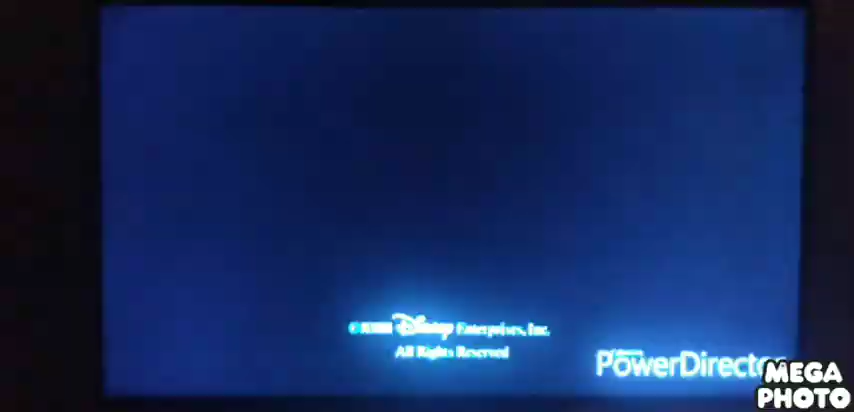 © Disney Enterprises, Inc.
All Rights Reserved
PowerDirector
MEGA
PHOTO